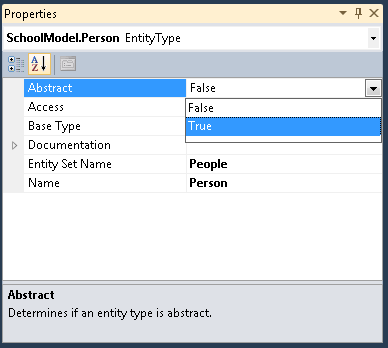 Properties
SchoolModel.Person EntityType
Abstract False
Access False
Base Type True
Documentation
Entity Set Name People
Name Person
Abstract
Determines if an entity type is abstract.